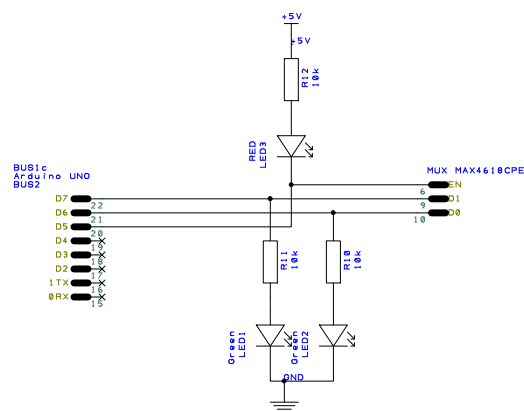 +5V
+5V
R12
10k
RED
LED3
BUS1c
Arduino UNO
BUS2
MUX MAX4618CPE
D7
22
D6
21
D5
20
D4
19
D3
18
D2
17
1TX
16
0RX
15
EN
6
D1
9
D0
10
R11
10k
R10
10k
Green
LED1
Green
LED2
GND